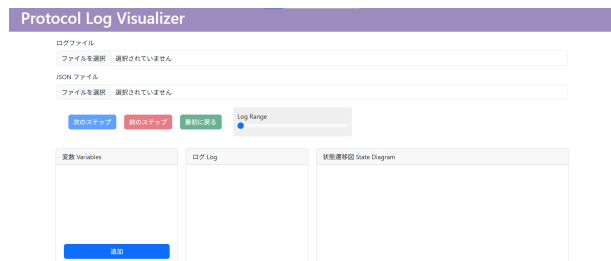 Protocol Log Visualizer
ログファイル
ファイルを選択 選択されていません
JSON ファイル
ファイルを選択 選択されていません
次のステップ 前のステップ 最初に戻る Log Range
変数 Variables ログ Log 状態遷移図 State Diagram
追加